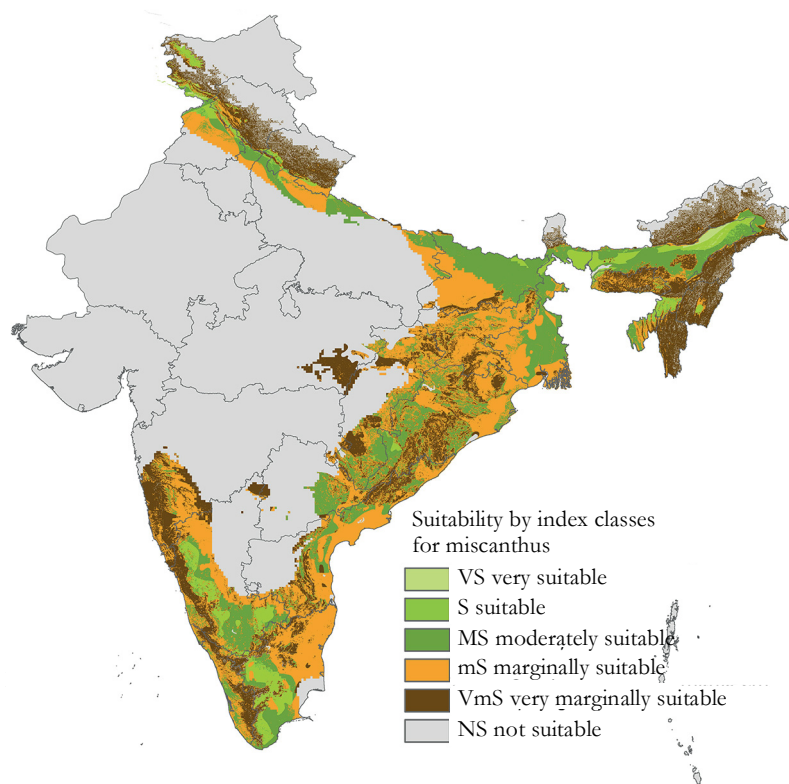 Suitability by index classes
for miscanthus
VS very suitable
S suitable
MS moderately suitable
mS marginally suitable
VmS very marginally suitable
NS not suitable